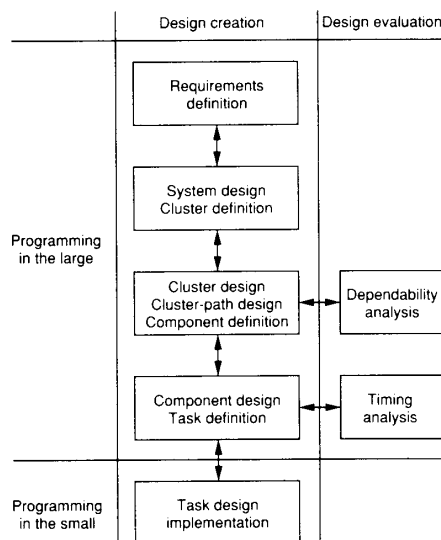 Design creation
Design evaluation
Requirements
definition
System design
Cluster definition
Programming
in the large
Cluster design
Cluster-path design
Component definition
Dependability
analysis
Component design
Task definition
Timing
analysis
Programming
in the small
Task design
implementation